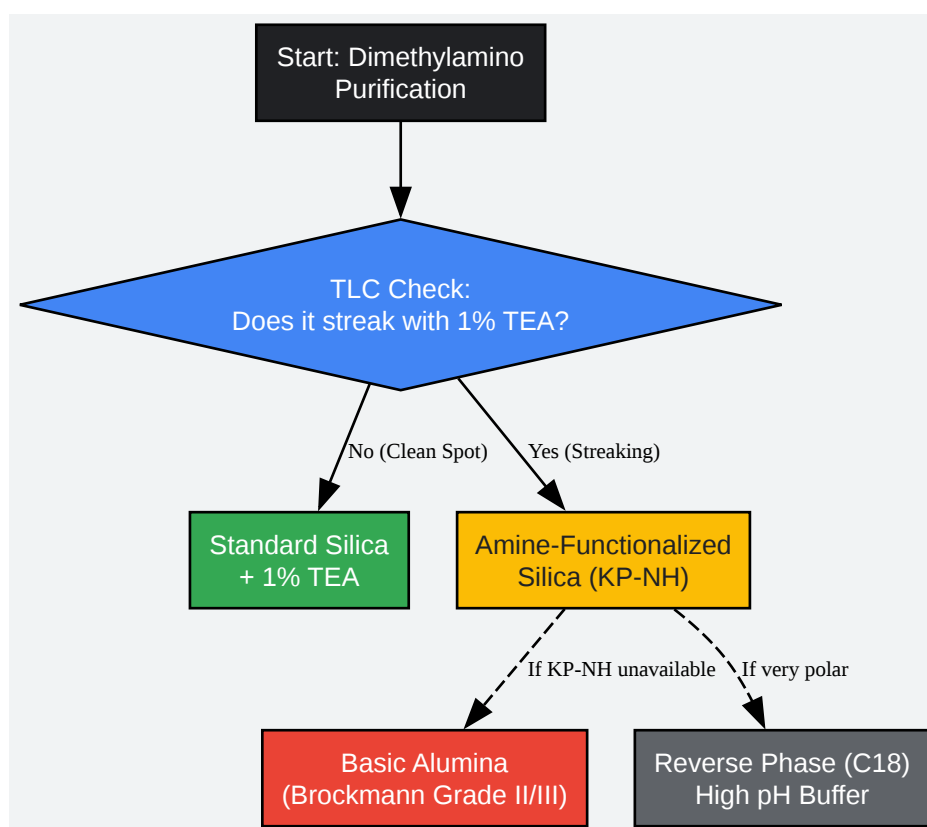 Start: Dimethylamino
Purification
TLC Check:
Does it streak with 1% TEA?
No (Clean Spot)
Yes (Streaking)
Standard Silica
+ 1% TEA
Amine-Functionalized
Silica (KP-NH)
If KP-NH unavailable
If very polar
Basic Alumina
(Brockmann Grade II/III)
Reverse Phase (C18)
High pH Buffer